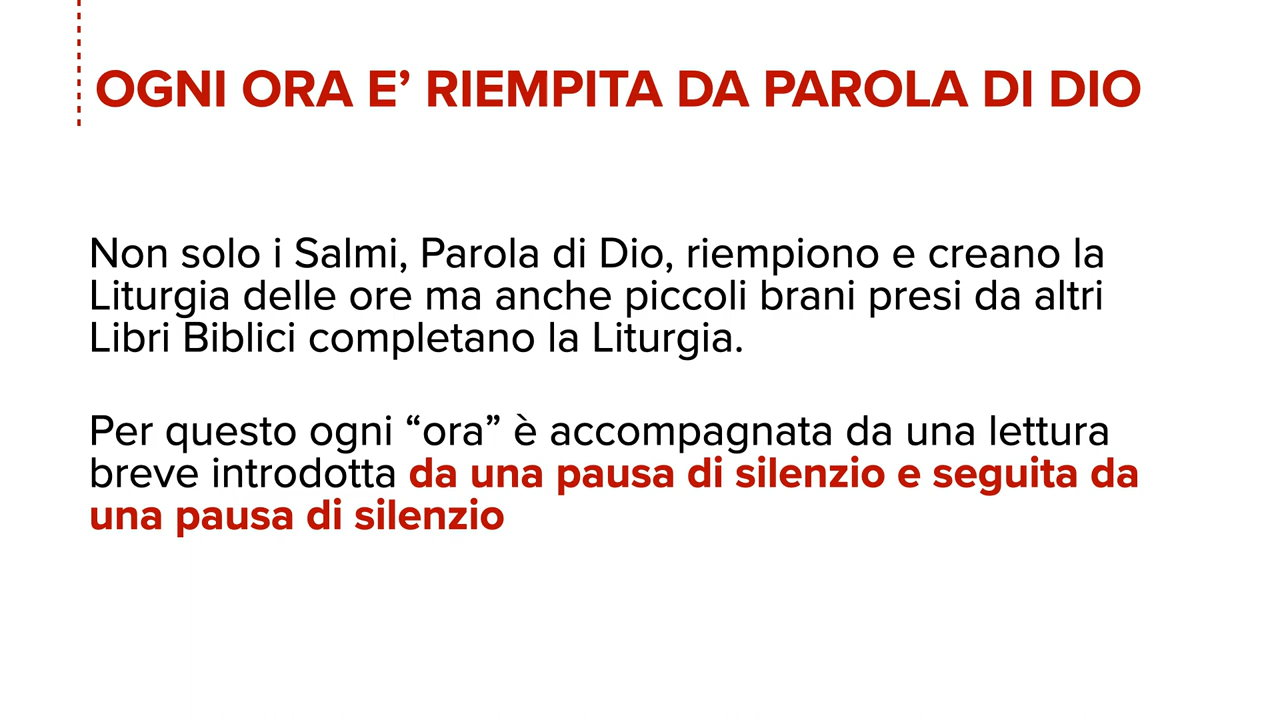 OGNI ORA E’ RIEMPITA DA PAROLA DI DIO
Non solo i Salmi, Parola di Dio, riempiono e creano la
Liturgia delle ore ma anche piccoli brani presi da altri
Libri Biblici completano la Liturgia.
Per questo ogni “ora” è accompagnata da una lettura
breve introdotta da una pausa di silenzio e seguita da
una pausa di silenzio